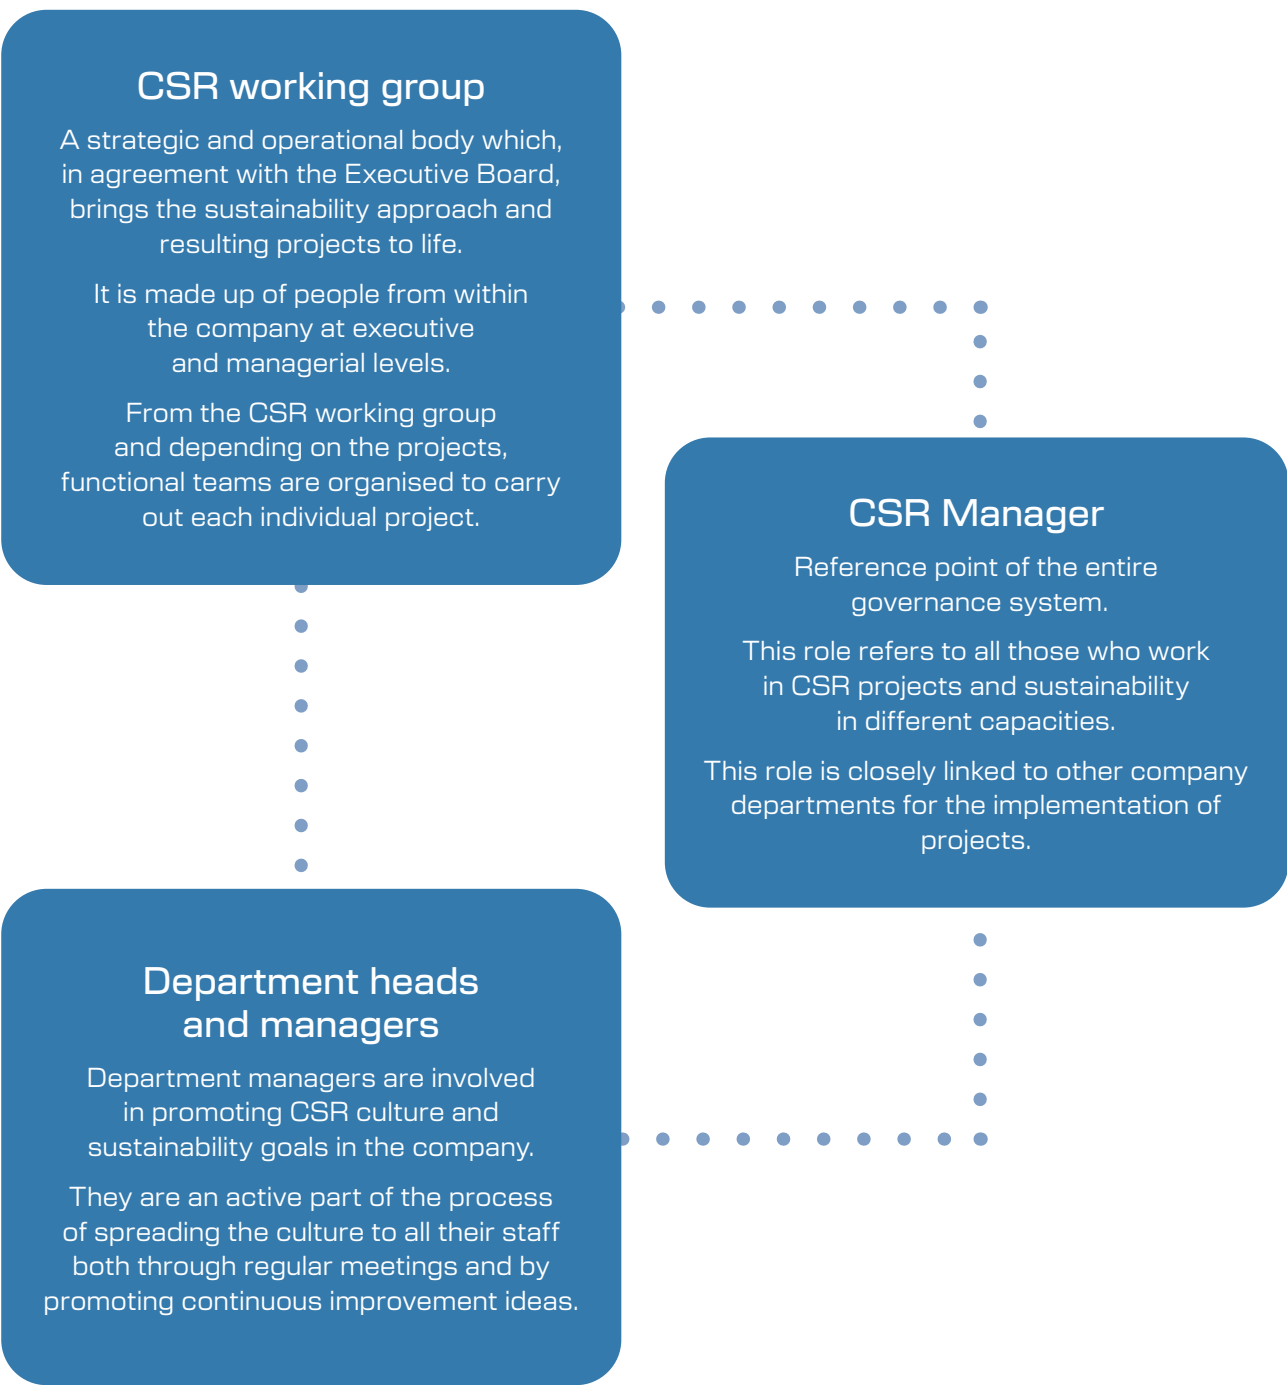 CSR working group
A strategic and operational body which,
in agreement with the Executive Board,
brings the sustainability approach and
resulting projects to life.
It is made up of people from within
the company at executive
and managerial levels.
From the CSR working group
and depending on the projects,
functional teams are organised to carry
out each individual project.
CSR Manager
Reference point of the entire
governance system.
This role refers to all those who work
in CSR projects and sustainability
in different capacities.
This role is closely linked to other company
departments for the implementation of
projects.
Department heads
and managers
Department managers are involved
in promoting CSR culture and
sustainability goals in the company.
They are an active part of the process
of spreading the culture to all their staff
both through regular meetings and by
promoting continuous improvement ideas.